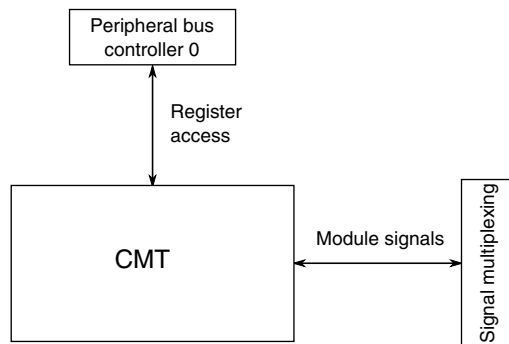 Peripheral bus
controller 0
Register
access
CMT
Module signals
Signal multiplexing